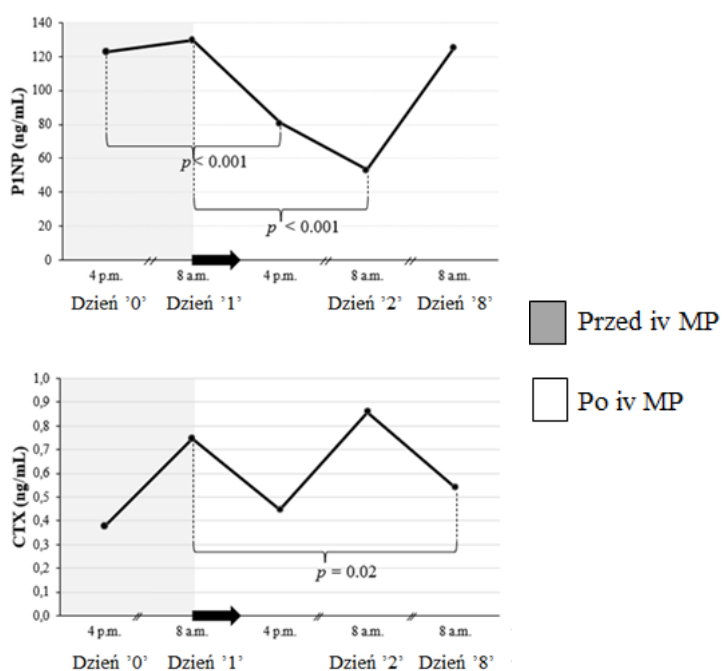 140
120
100
80
60
40
20
0
P1NP (ng/mL)
p < 0.001
p < 0.001
4 p.m. // 8 a.m. 4 p.m. // 8 a.m. // 8 a.m.
Dzień ’0’ Dzień ’1’ Dzień ’2’ Dzień ’8’
Przed iv MP
Po iv MP
1,0
0,9
0,8
0,7
0,6
0,5
0,4
0,3
0,2
0,1
0,0
CTX (ng/mL)
p = 0.02
4 p.m. // 8 a.m. 4 p.m. // 8 a.m. // 8 a.m.
Dzień ’0’ Dzień ’1’ Dzień ’2’ Dzień ’8’